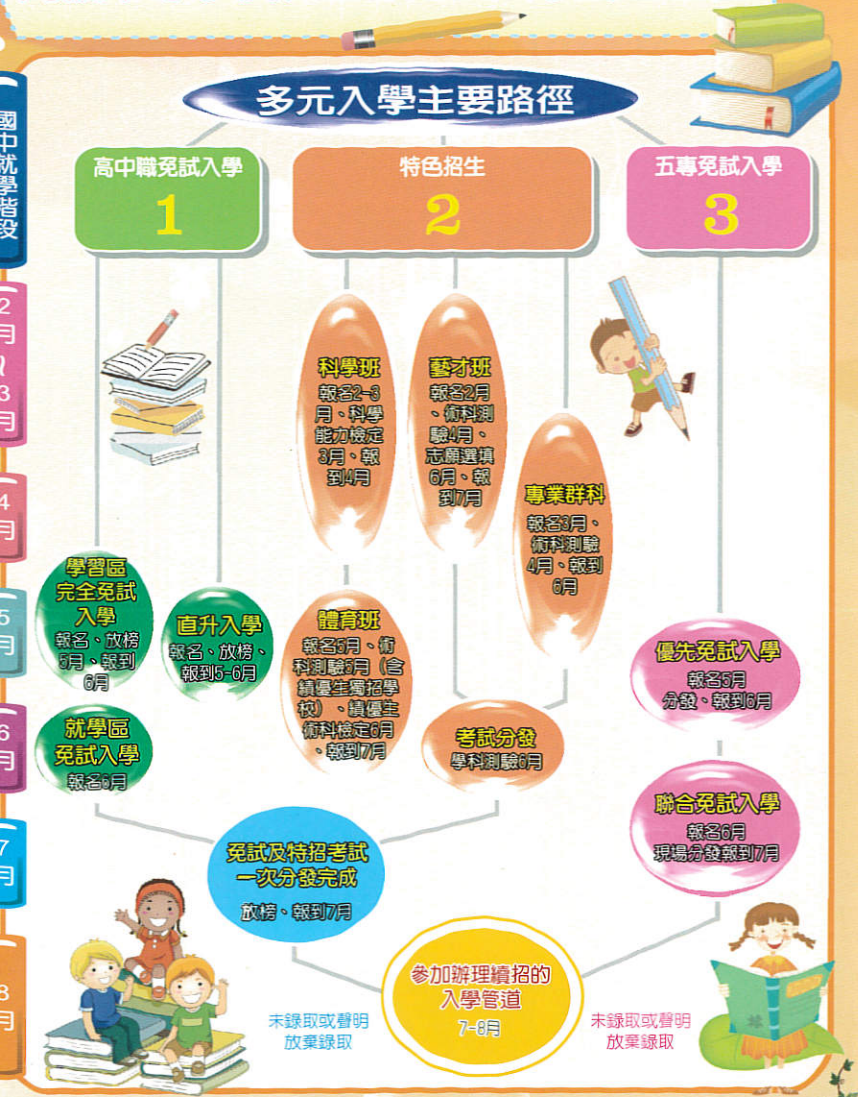 多元入學主要路徑
國中就學階段
2月~3月
4月
5月
6月
7月
8月
高中職免試入學
1
特色招生
2
五專免試入學
3
科學班
報名2-3
月、科學
能力檢定
3月、報
到4月
藝才班
報名2月
、術科測
驗4月、
志願選填
6月、報
到7月
專業群科
報名3月、
術科測驗
4月、報到
6月
學習區
完全免試
入學
報名、放榜
5月、報到
6月
直升入學
報名、放榜、
報到5-6月
體育班
報名5月、術
科測驗5月(含
績優生獨招學
校)、績優生
術科檢定6月
、報到7月
優先免試入學
報名5月
分發、報到6月
就學區
免試入學
報名6月
考試分發
學科測驗6月
聯合免試入學
報名6月
現場分發報到7月
免試及特招考試
一次分發完成
放榜、報到7月
參加辦理續招的
入學管道
7-8月
未錄取或聲明
放棄錄取
未錄取或聲明
放棄錄取